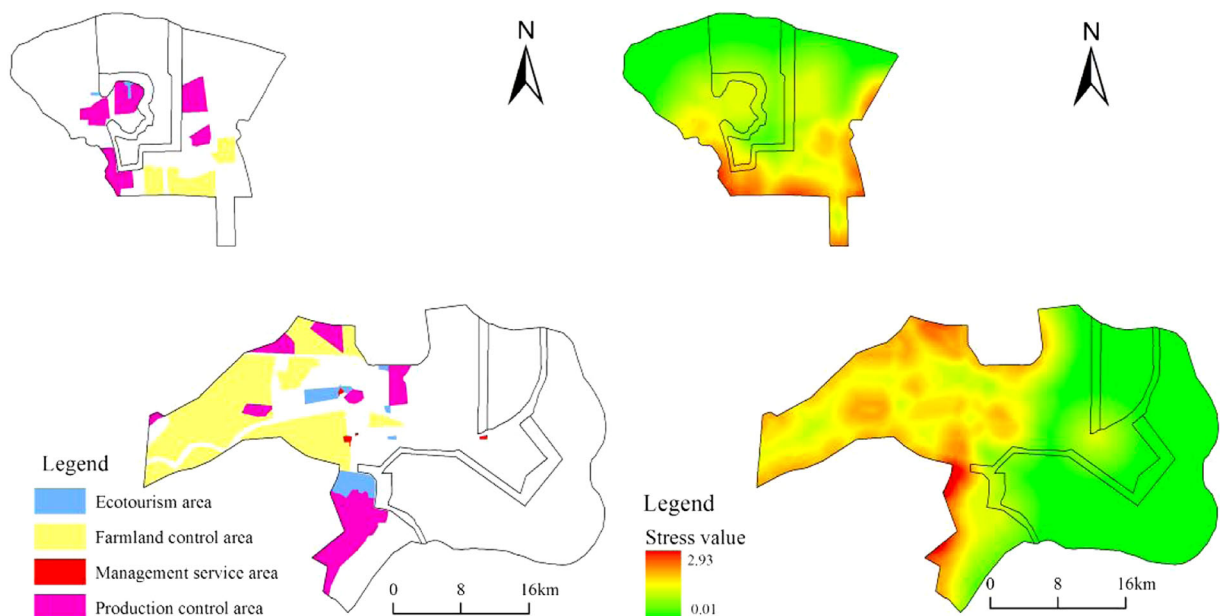 N
N
Legend
Ecotourism area
Farmland control area
Management service area
Production control area
0 8 16km
Legend
Stress value
2.93
0.01
0 8 16km